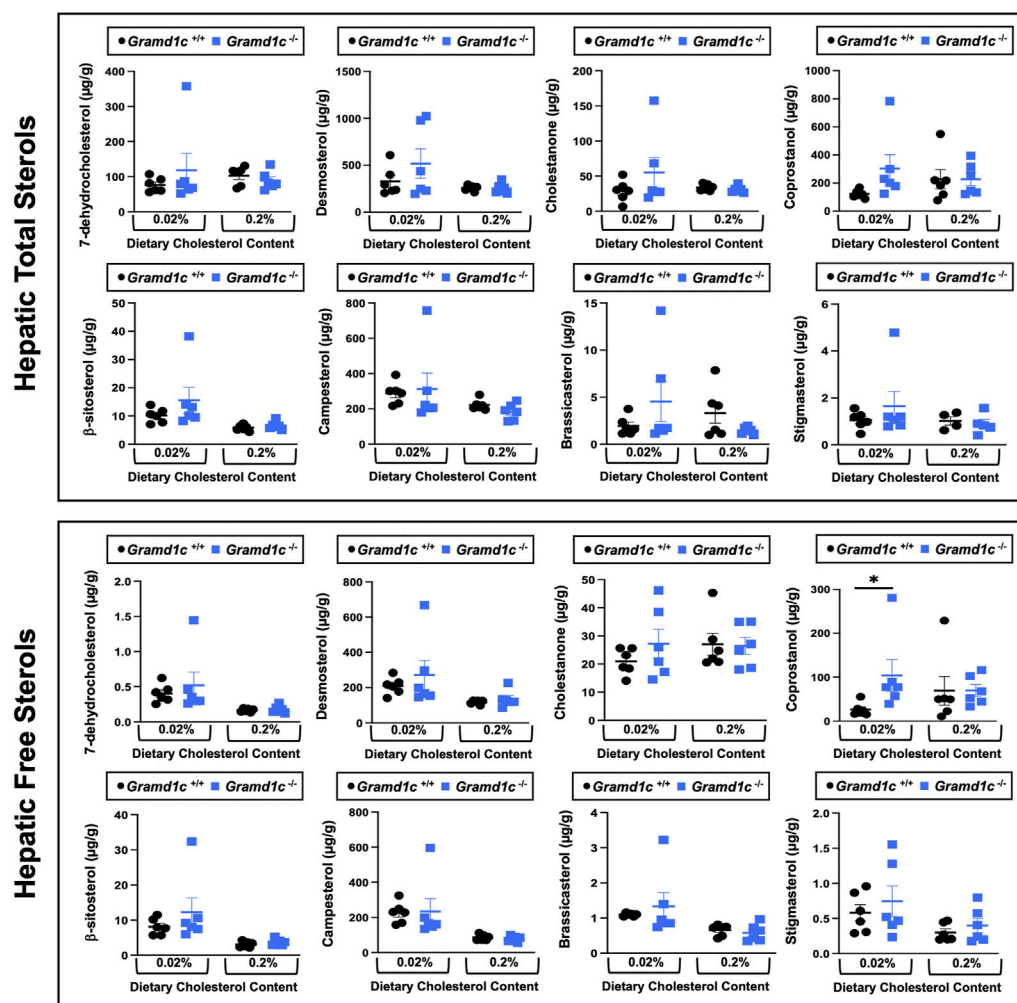 Hepatic Total Sterols
Gramd1c +/+ Gramd1c -/-
7-dehydrocholesterol (µg/g)
400
300
200
100
0
0.02% 0.2%
Dietary Cholesterol Content
Gramd1c +/+ Gramd1c -/-
Desmosterol (µg/g)
1500
1000
500
0
0.02% 0.2%
Dietary Cholesterol Content
Gramd1c +/+ Gramd1c -/-
Cholestanone (µg/g)
200
150
100
50
0
0.02% 0.2%
Dietary Cholesterol Content
Gramd1c +/+ Gramd1c -/-
Coprostanol (µg/g)
1000
800
600
400
200
0
0.02% 0.2%
Dietary Cholesterol Content
Gramd1c +/+ Gramd1c -/-
β-sitosterol (µg/g)
50
40
30
20
10
0
0.02% 0.2%
Dietary Cholesterol Content
Gramd1c +/+ Gramd1c -/-
Campesterol (µg/g)
800
600
400
200
0
0.02% 0.2%
Dietary Cholesterol Content
Gramd1c +/+ Gramd1c -/-
Brassicasterol (µg/g)
15
10
5
0
0.02% 0.2%
Dietary Cholesterol Content
Gramd1c +/+ Gramd1c -/-
Stigmasterol (µg/g)
6
4
2
0
0.02% 0.2%
Dietary Cholesterol Content
Hepatic Free Sterols
Gramd1c +/+ Gramd1c -/-
7-dehydrocholesterol (µg/g)
2.0
1.5
1.0
0.5
0.0
0.02% 0.2%
Dietary Cholesterol Content
Gramd1c +/+ Gramd1c -/-
Desmosterol (µg/g)
800
600
400
200
0
0.02% 0.2%
Dietary Cholesterol Content
Gramd1c +/+ Gramd1c -/-
Cholestanone (µg/g)
50
40
30
20
10
0
0.02% 0.2%
Dietary Cholesterol Content
Gramd1c +/+ Gramd1c -/-
Coprostanol (µg/g)
300
200
100
0
*
0.02% 0.2%
Dietary Cholesterol Content
Gramd1c +/+ Gramd1c -/-
β-sitosterol (µg/g)
40
30
20
10
0
0.02% 0.2%
Dietary Cholesterol Content
Gramd1c +/+ Gramd1c -/-
Campesterol (µg/g)
800
600
400
200
0
0.02% 0.2%
Dietary Cholesterol Content
Gramd1c +/+ Gramd1c -/-
Brassicasterol (µg/g)
4
3
2
1
0
0.02% 0.2%
Dietary Cholesterol Content
Gramd1c +/+ Gramd1c -/-
Stigmasterol (µg/g)
2.0
1.5
1.0
0.5
0.0
0.02% 0.2%
Dietary Cholesterol Content